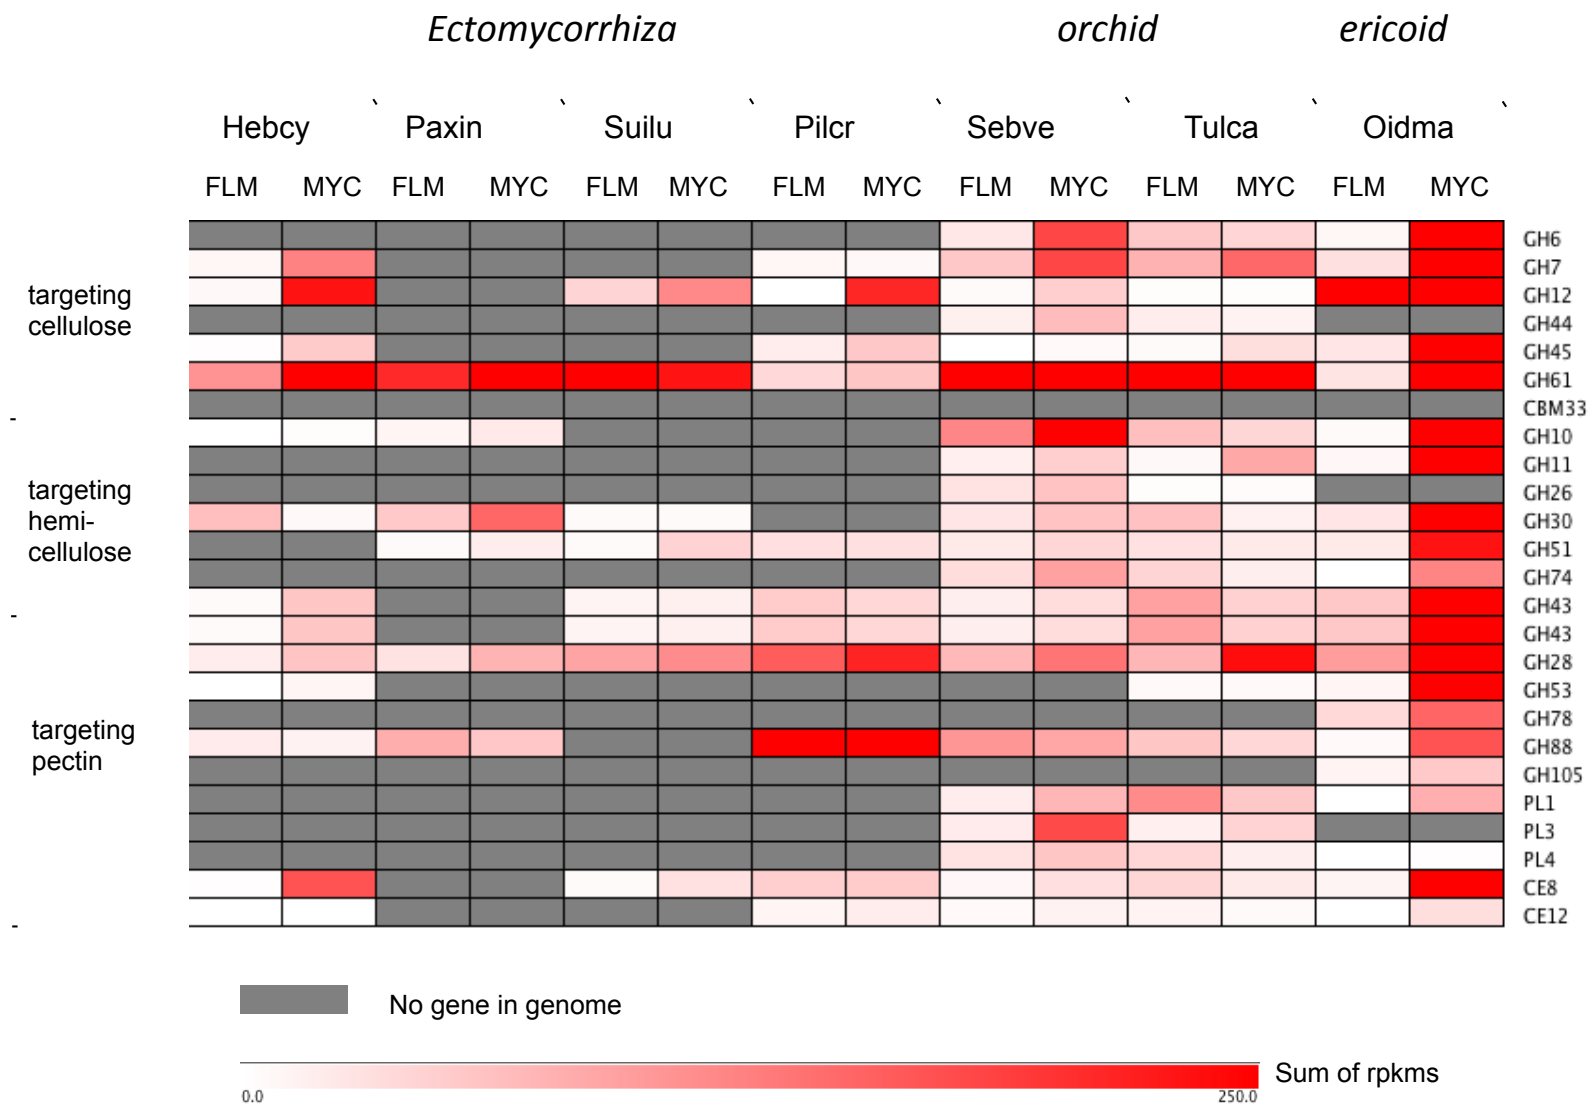 Ectomycorrhiza orchid ericoid
Hebcy Paxin Suilu Pilcr Sebve Tulca Oidma
FLM MYC FLM MYC FLM MYC FLM MYC FLM MYC FLM MYC FLM MYC
targeting
cellulose
targeting
hemi-
cellulose
targeting
pectin
GH6
GH7
GH12
GH44
GH45
GH61
CBM33
GH10
GH11
GH26
GH30
GH51
GH74
GH43
GH43
GH28
GH53
GH78
GH88
GH105
PL1
PL3
PL4
CE8
CE12
No gene in genome
Sum of rpkms
0.0 250.0